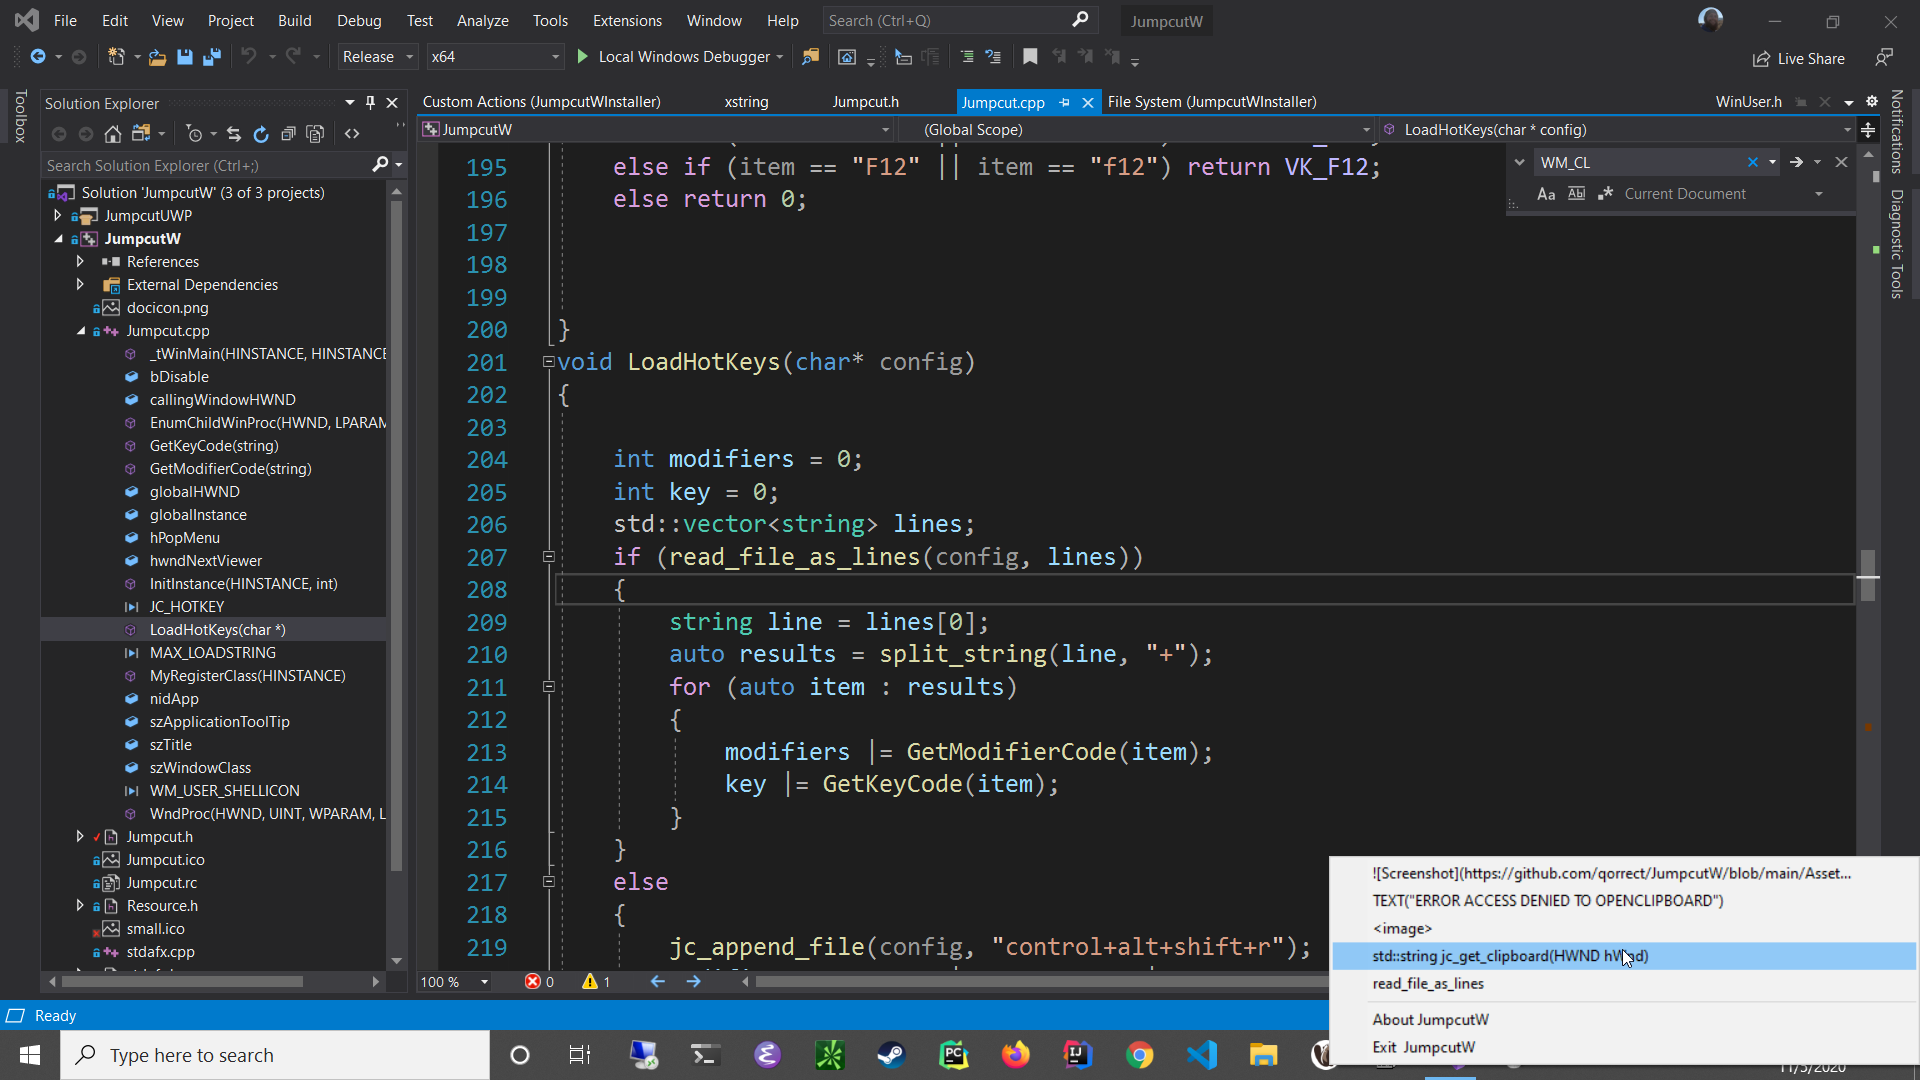 File Edit View Project Build Debug Test Analyze Tools Extensions Window Help Search (Ctrl+Q) JumpcutW
Release x64 Local Windows Debugger Live Share
Toolbox
Solution Explorer
Search Solution Explorer (Ctrl+;)
Solution 'JumpcutW' (3 of 3 projects)
JumpcutUWP
JumpcutW
References
External Dependencies
docicon.png
Jumpcut.cpp
_tWinMain(HINSTANCE, HINSTANCE
bDisable
callingWindowHWND
EnumChildWinProc(HWND, LPARAM
GetKeyCode(string)
GetModifierCode(string)
globalHWND
globalInstance
hPopMenu
hwndNextViewer
InitInstance(HINSTANCE, int)
JC_HOTKEY
LoadHotKeys(char *)
MAX_LOADSTRING
MyRegisterClass(HINSTANCE)
nidApp
szApplicationToolTip
szTitle
szWindowClass
WM_USER_SHELLICON
WndProc(HWND, UINT, WPARAM, L
Jumpcut.h
Jumpcut.ico
Jumpcut.rc
Resource.h
small.ico
stdafx.cpp
Custom Actions (JumpcutWInstaller) xstring Jumpcut.h Jumpcut.cpp File System (JumpcutWInstaller) WinUser.h
JumpcutW (Global Scope) LoadHotKeys(char * config)
WM_CL
Aa Abl Current Document
Notifications
Diagnostic Tools
195 else if (item == "F12" || item == "f12") return VK_F12;
196 else return 0;
197
198
199
200 }
201 void LoadHotKeys(char* config)
202 {
203
204 int modifiers = 0;
205 int key = 0;
206 std::vector<string> lines;
207 if (read_file_as_lines(config, lines))
208 {
209 string line = lines[0];
210 auto results = split_string(line, "+");
211 for (auto item : results)
212 {
213 modifiers |= GetModifierCode(item);
214 key |= GetKeyCode(item);
215 }
216 }
217 else
218 {
219 jc_append_file(config, "control+alt+shift+r");
100 % 0 1
![Screenshot](https://github.com/qorrect/JumpcutW/blob/main/Asset...
TEXT("ERROR ACCESS DENIED TO OPENCLIPBOARD")
<image>
std::string jc_get_clipboard(HWND hWnd)
read_file_as_lines
About JumpcutW
Exit JumpcutW
Ready
Type here to search
11/5/2020